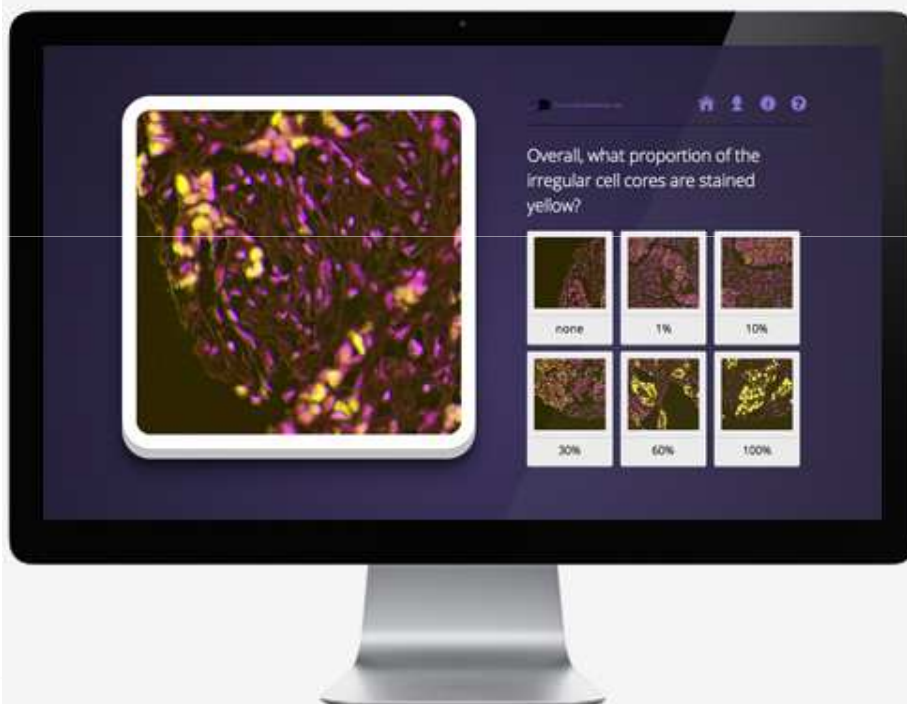 Overall, what proportion of the
irregular cell cores are stained
yellow?
none
1%
10%
30%
60%
100%